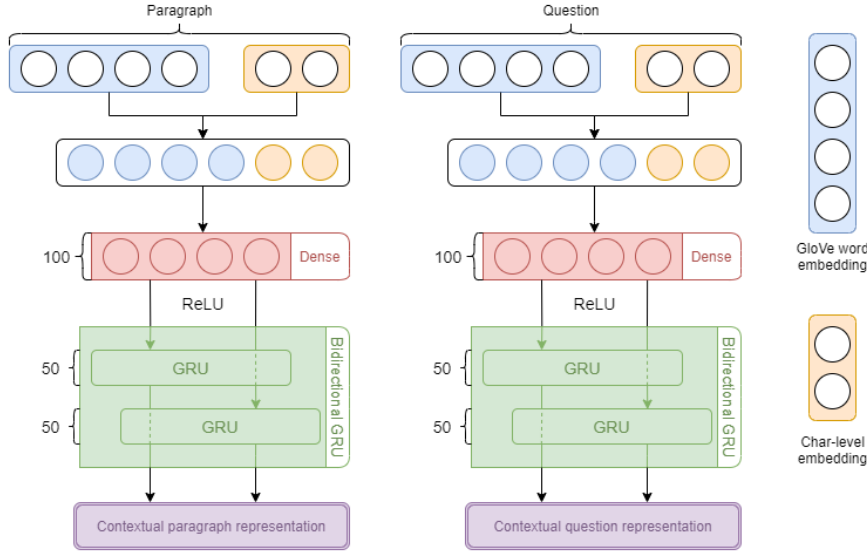 Paragraph
Question
GloVe word
embedding
100
Dense
100
Dense
ReLU
ReLU
50
GRU
50
GRU
Bidirectional GRU
50
GRU
50
GRU
Bidirectional GRU
Char-level
embedding
Contextual paragraph representation
Contextual question representation